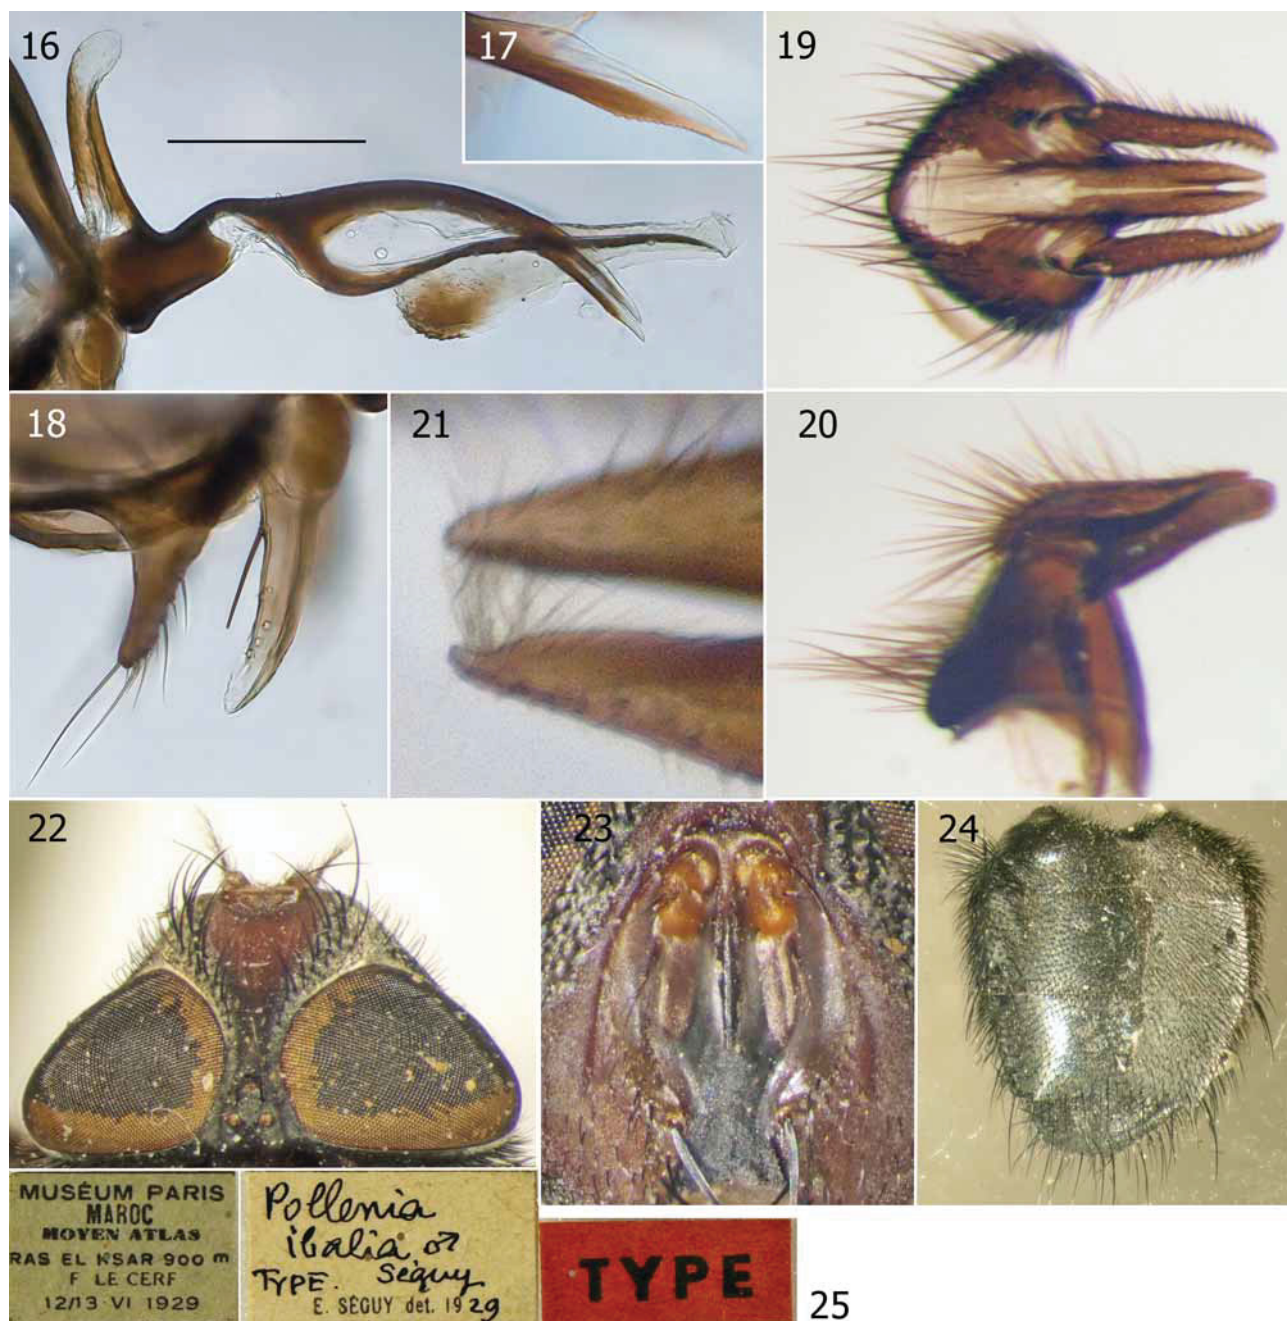 16
17
19
18
21
20
22
23
24
MUSÉUM PARIS
MAROC
MOYEN ATLAS
RAS EL KSAR 900 m
F LE CERF
12/13 VI 1929
Pollenia
ibalia ♂
TYPE. Séguy
E. SÉGUY det. 1929
TYPE
25